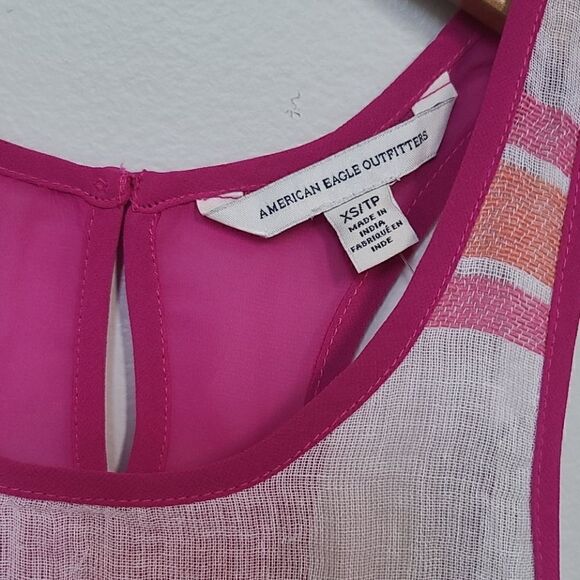 AMERICAN EAGLE OUTFITTERS
XS/TP
MADE IN
INDIA
FABRIQUÉ EN
INDE